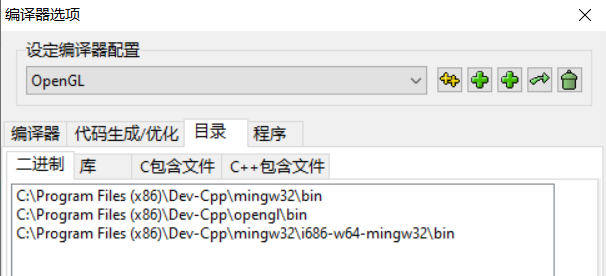 编译器选项
设定编译器配置
OpenGL
编译器 代码生成/优化 目录 程序
二进制 库 C包含文件 C++包含文件
C:\Program Files (x86)\Dev-Cpp\mingw32\bin
C:\Program Files (x86)\Dev-Cpp\opengl\bin
C:\Program Files (x86)\Dev-Cpp\mingw32\i686-w64-mingw32\bin